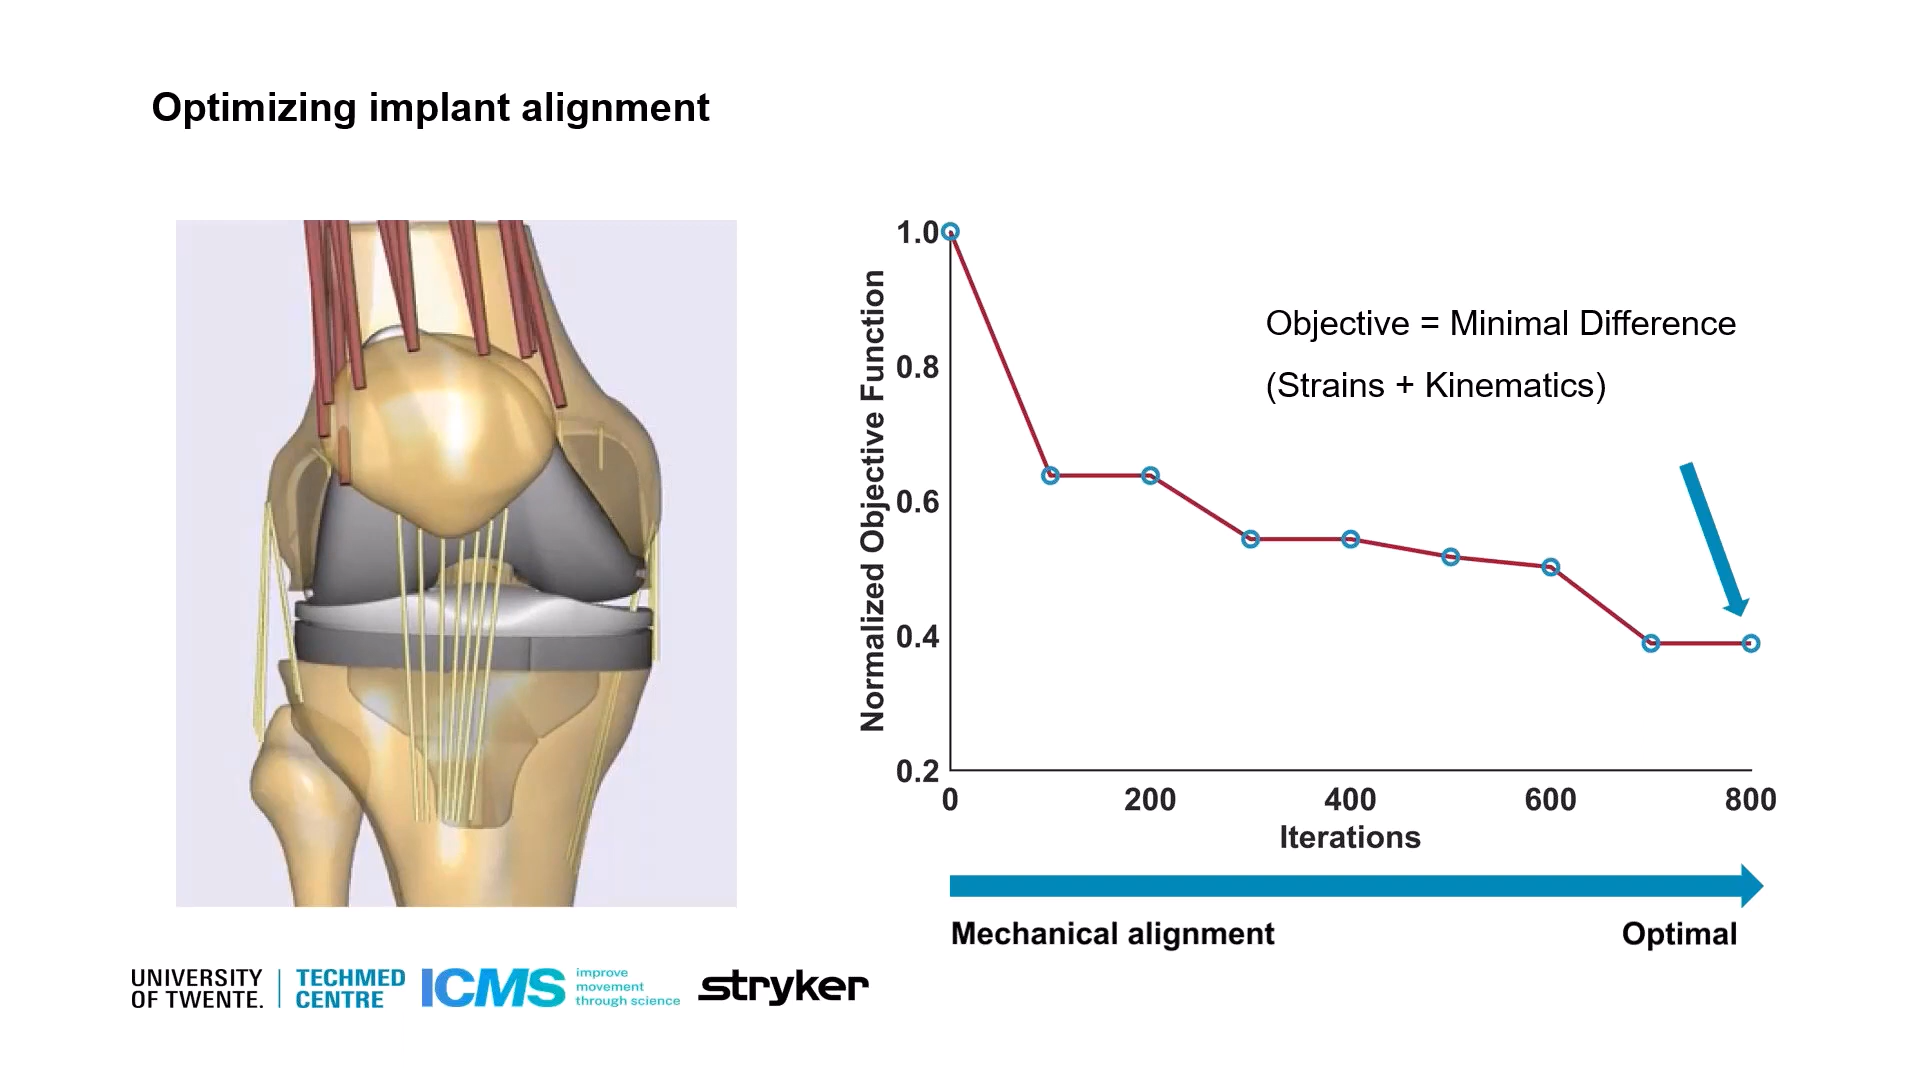 Optimizing implant alignment
1.0
0.8
0.6
0.4
0.2
Normalized Objective Function
Objective = Minimal Difference
(Strains + Kinematics)
0 200 400 600 800
Iterations
Mechanical alignment Optimal
UNIVERSITY
OF TWENTE.
TECHMED
CENTRE
ICMS
improve
movement
through science
stryker